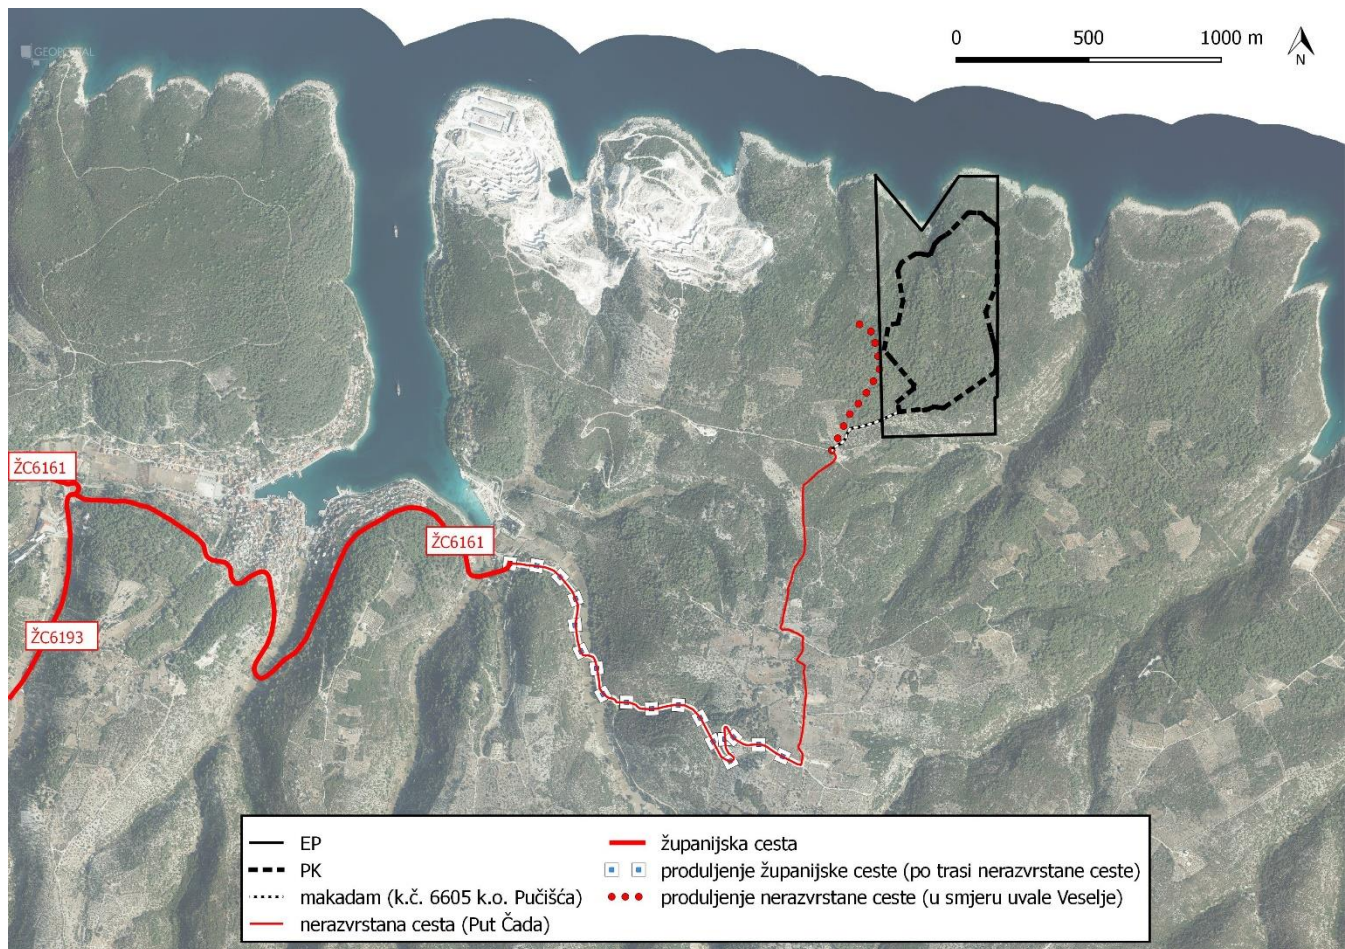 GEOPORTAL
0 500 1000 m
N
ŽC6161
ŽC6161
ŽC6193
EP
PK
makadam (k.č. 6605 k.o. Pučišća)
nerazvrstana cesta (Put Čada)
županijska cesta
produljenje županijske ceste (po trasi nerazvrstane ceste)
produljenje nerazvrstane ceste (u smjeru uvale Veselje)